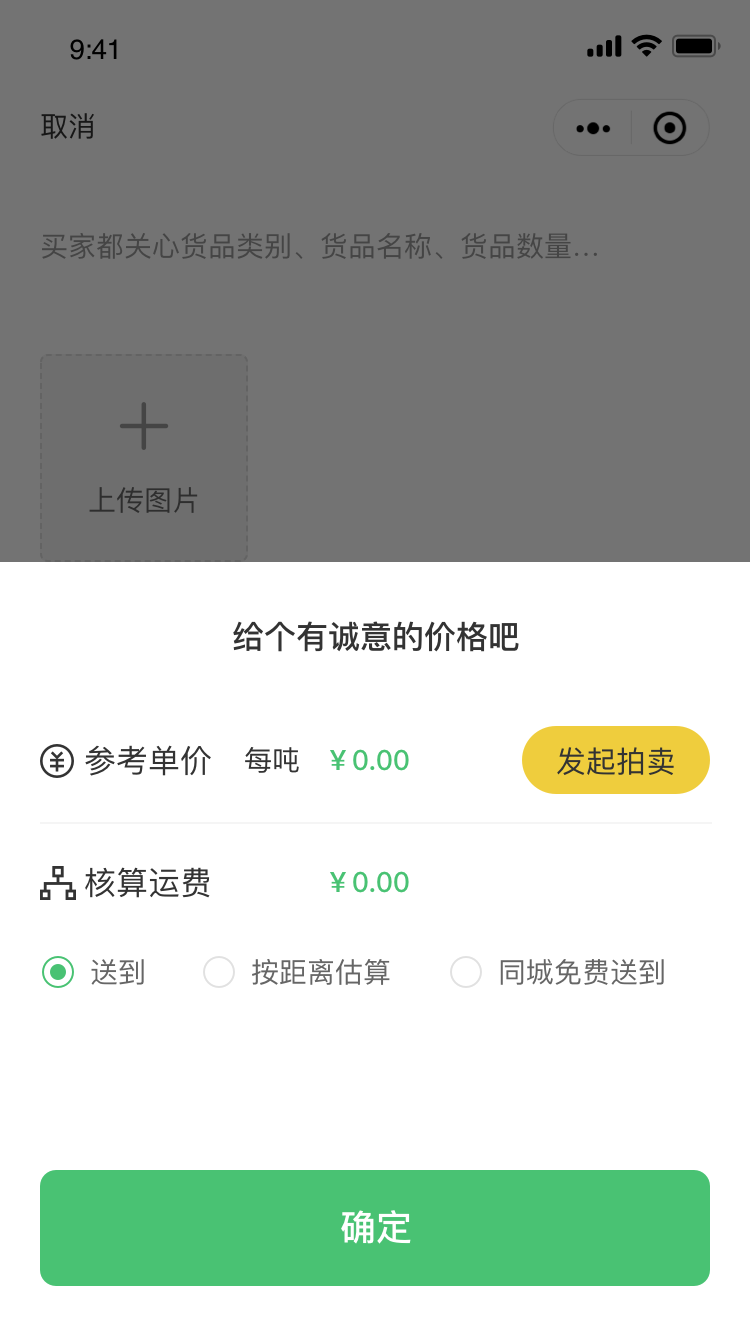 9:41
取消
买家都关心货品类别、货品名称、货品数量…
上传图片
给个有诚意的价格吧
参考单价 每吨 ¥0.00 发起拍卖
核算运费 ¥0.00
送到 按距离估算 同城免费送到
确定